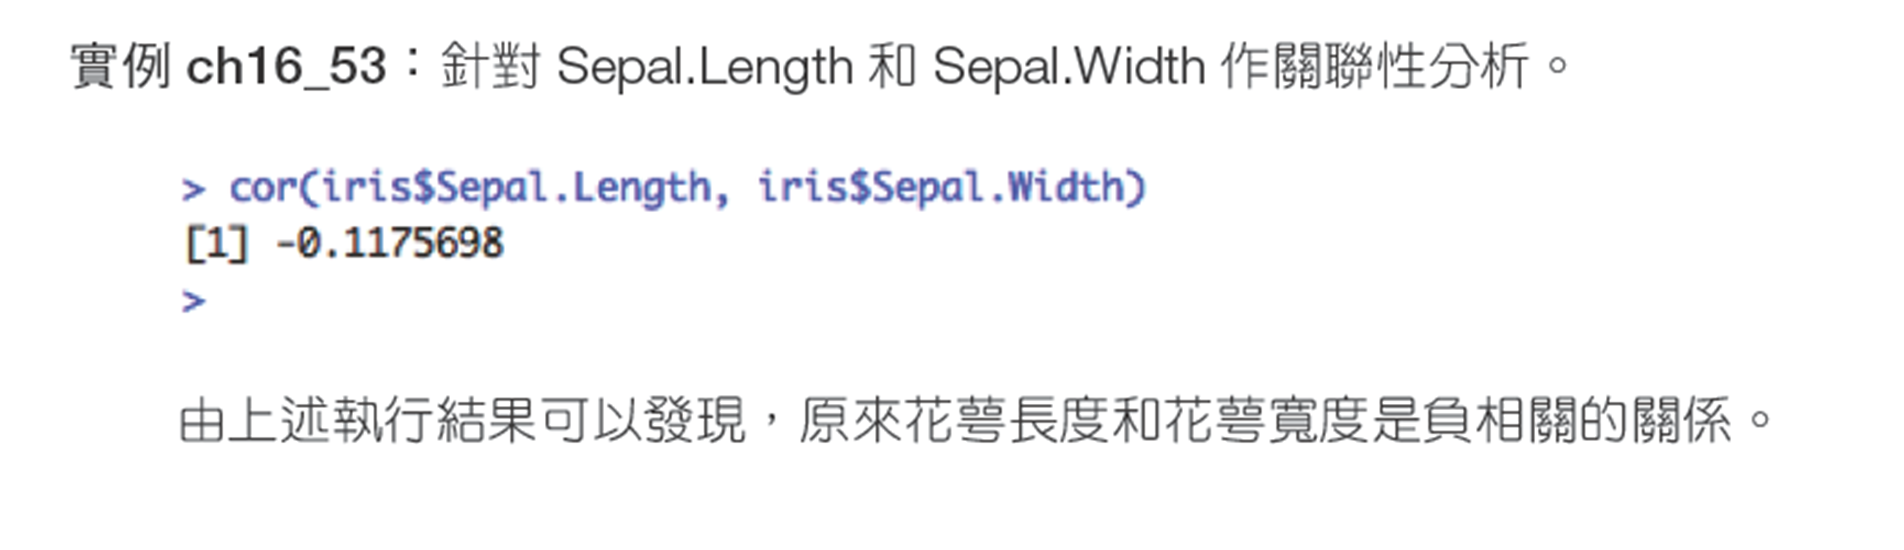 實例 ch16_53：針對 Sepal.Length 和 Sepal.Width 作關聯性分析。
> cor(iris$Sepal.Length, iris$Sepal.Width)
[1] -0.1175698
>
由上述執行結果可以發現，原來花萼長度和花萼寬度是負相關的關係。